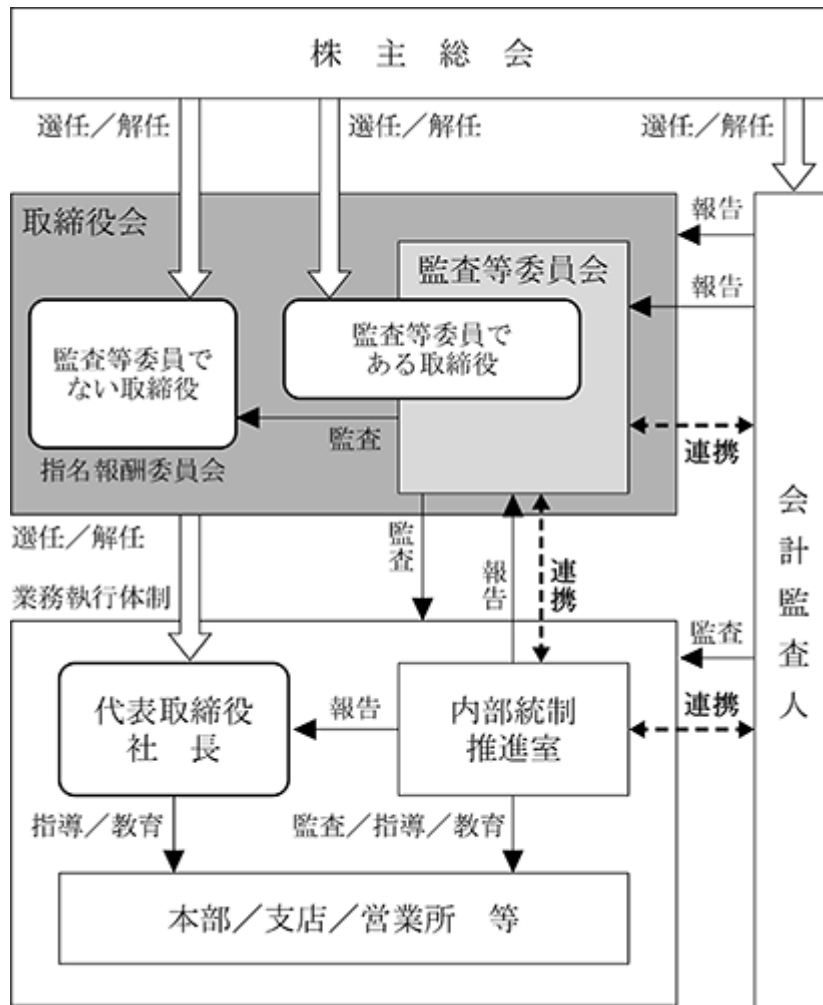 株主総会
選任／解任
選任／解任
選任／解任
取締役会
監査等委員会
報告
報告
監査等委員で
ない取締役
監査等委員で
ある取締役
監査
指名報酬委員会
連携
会計監査人
選任／解任
監査
報告
連携
業務執行体制
監査
代表取締役
社　長
報告
内部統制
推進室
連携
指導／教育
監査／指導／教育
本部／支店／営業所　等